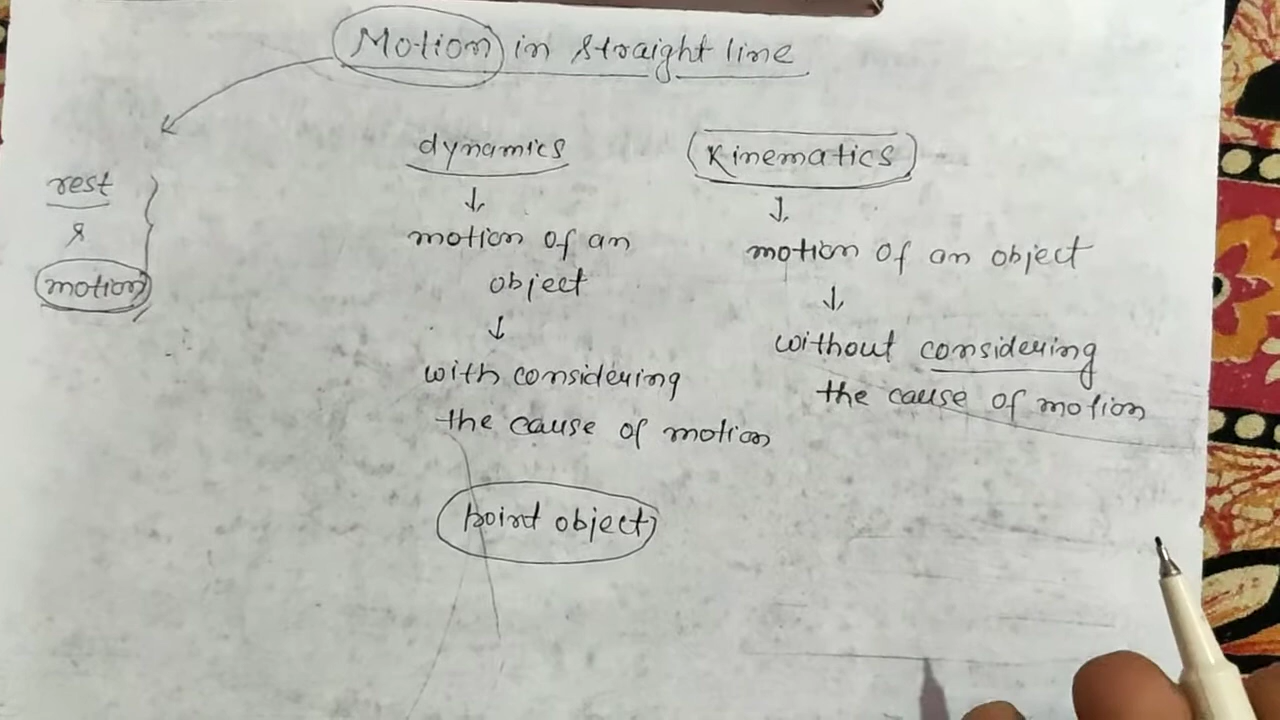 Motion in straight line
rest
&
motion
dynamics
motion of an
object
with considering
the cause of motion
Kinematics
motion of an object
without considering
the cause of motion
point object